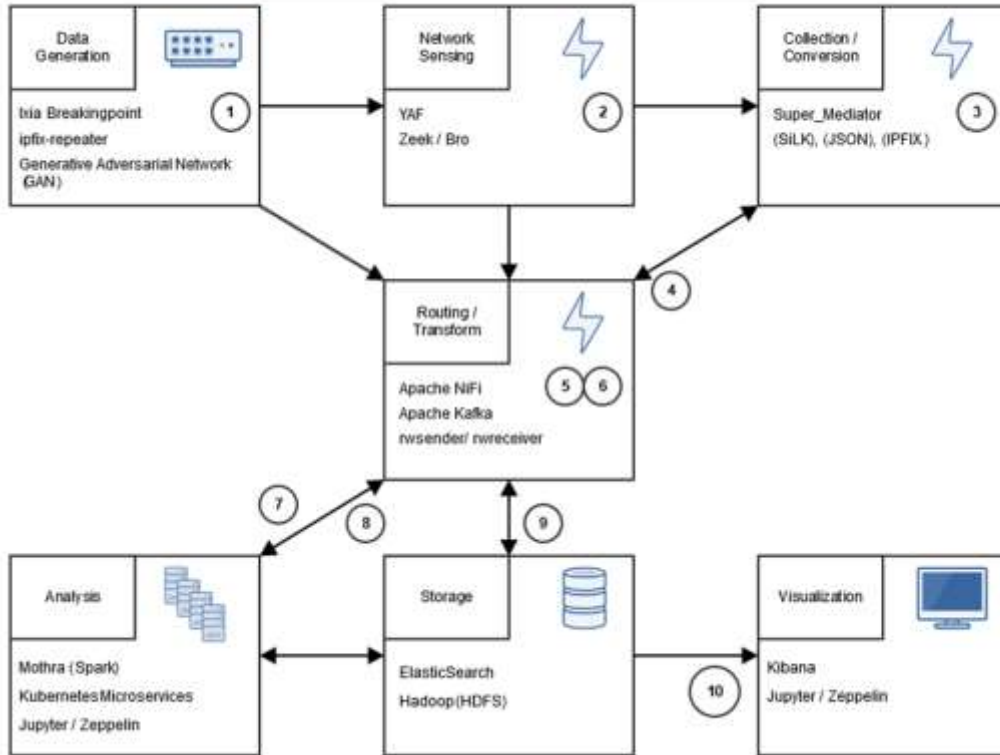 Data
Generation
1
Ixia Breakingpoint
ipfix-repeater
Generative Adversarial Network
(GAN)
Network
Sensing
2
YAF
Zeek / Bro
Collection /
Conversion
3
Super_Mediator
(SiLK), (JSON), (IPFIX)
4
Routing /
Transform
5
6
Apache NiFi
Apache Kafka
rwsender/ rwreceiver
7
8
9
Analysis
Mothra (Spark)
Kubernetes Microservices
Jupyter / Zeppelin
Storage
ElasticSearch
Hadoop (HDFS)
10
Visualization
Kibana
Jupyter / Zeppelin